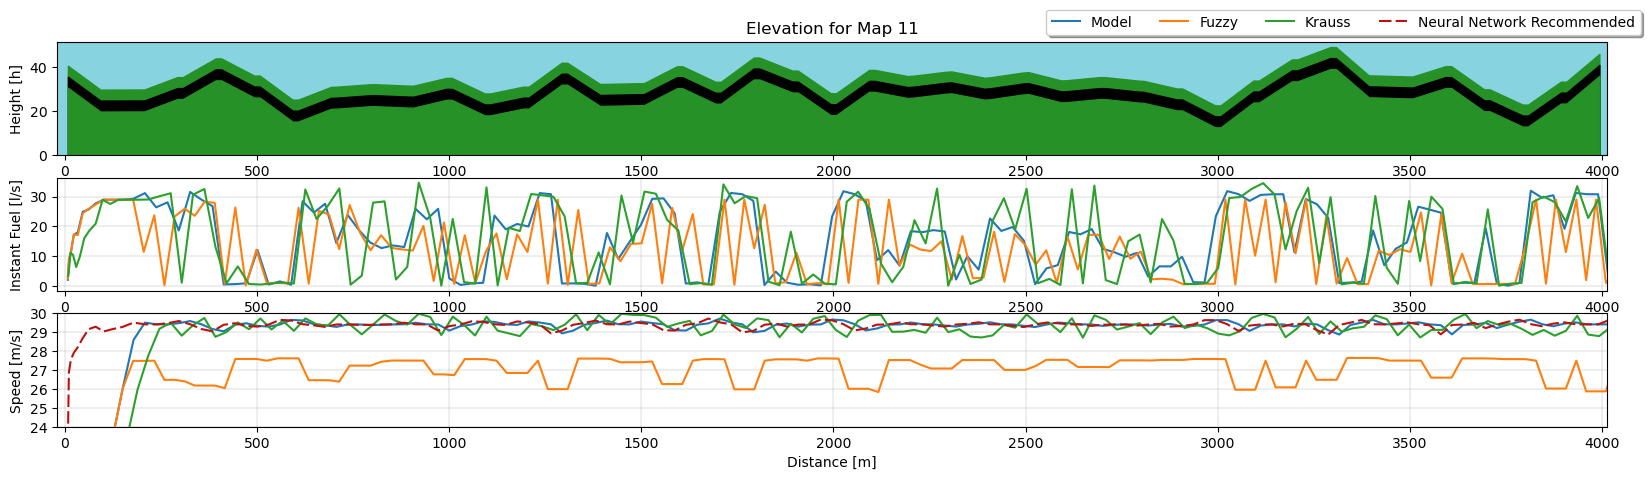 Elevation for Map 11
Model Fuzzy Krauss Neural Network Recommended
Height [h]
40
20
0
0 500 1000 1500 2000 2500 3000 3500 4000
Instant Fuel [l/s]
30
20
10
0
0 500 1000 1500 2000 2500 3000 3500 4000
Speed [m/s]
30
29
28
27
26
25
24
0 500 1000 1500 2000 2500 3000 3500 4000
Distance [m]